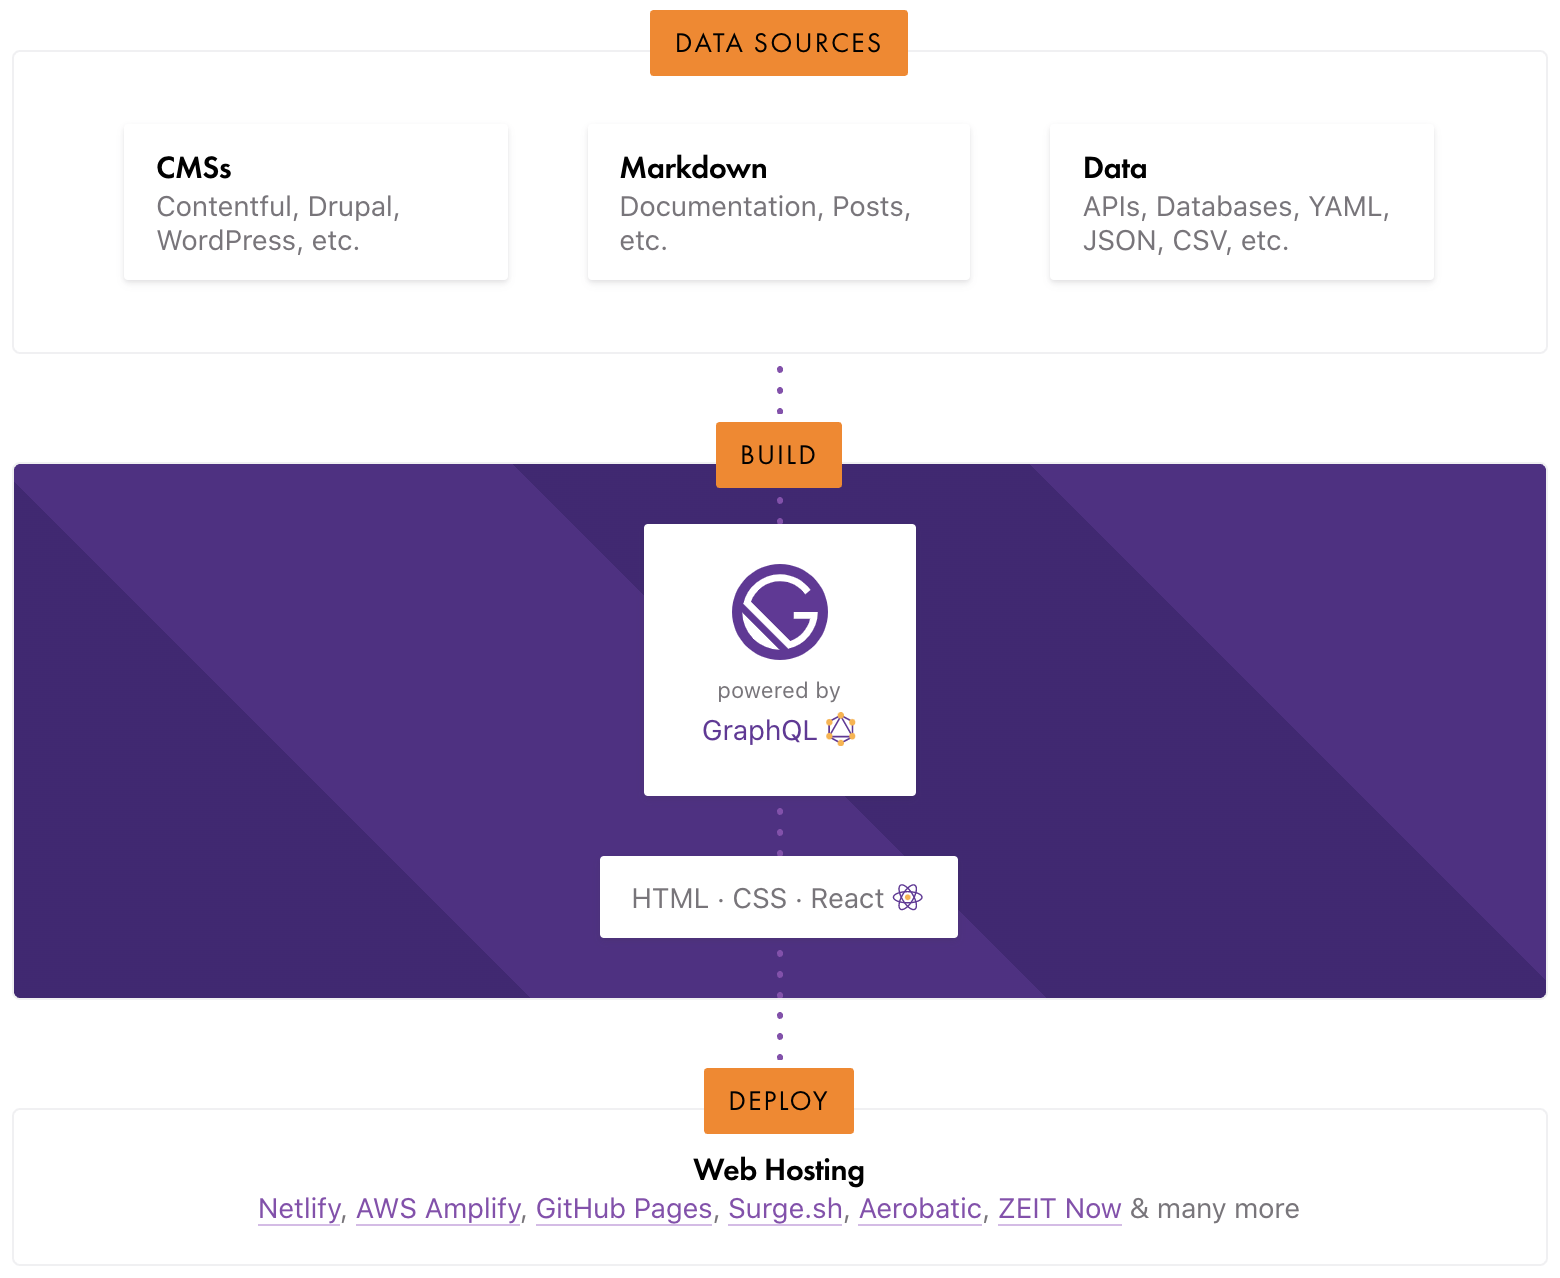 DATA SOURCES
CMSs
Contentful, Drupal,
WordPress, etc.
Markdown
Documentation, Posts,
etc.
Data
APIs, Databases, YAML,
JSON, CSV, etc.
BUILD
powered by
GraphQL
HTML · CSS · React
DEPLOY
Web Hosting
Netlify, AWS Amplify, GitHub Pages, Surge.sh, Aerobatic, ZEIT Now & many more